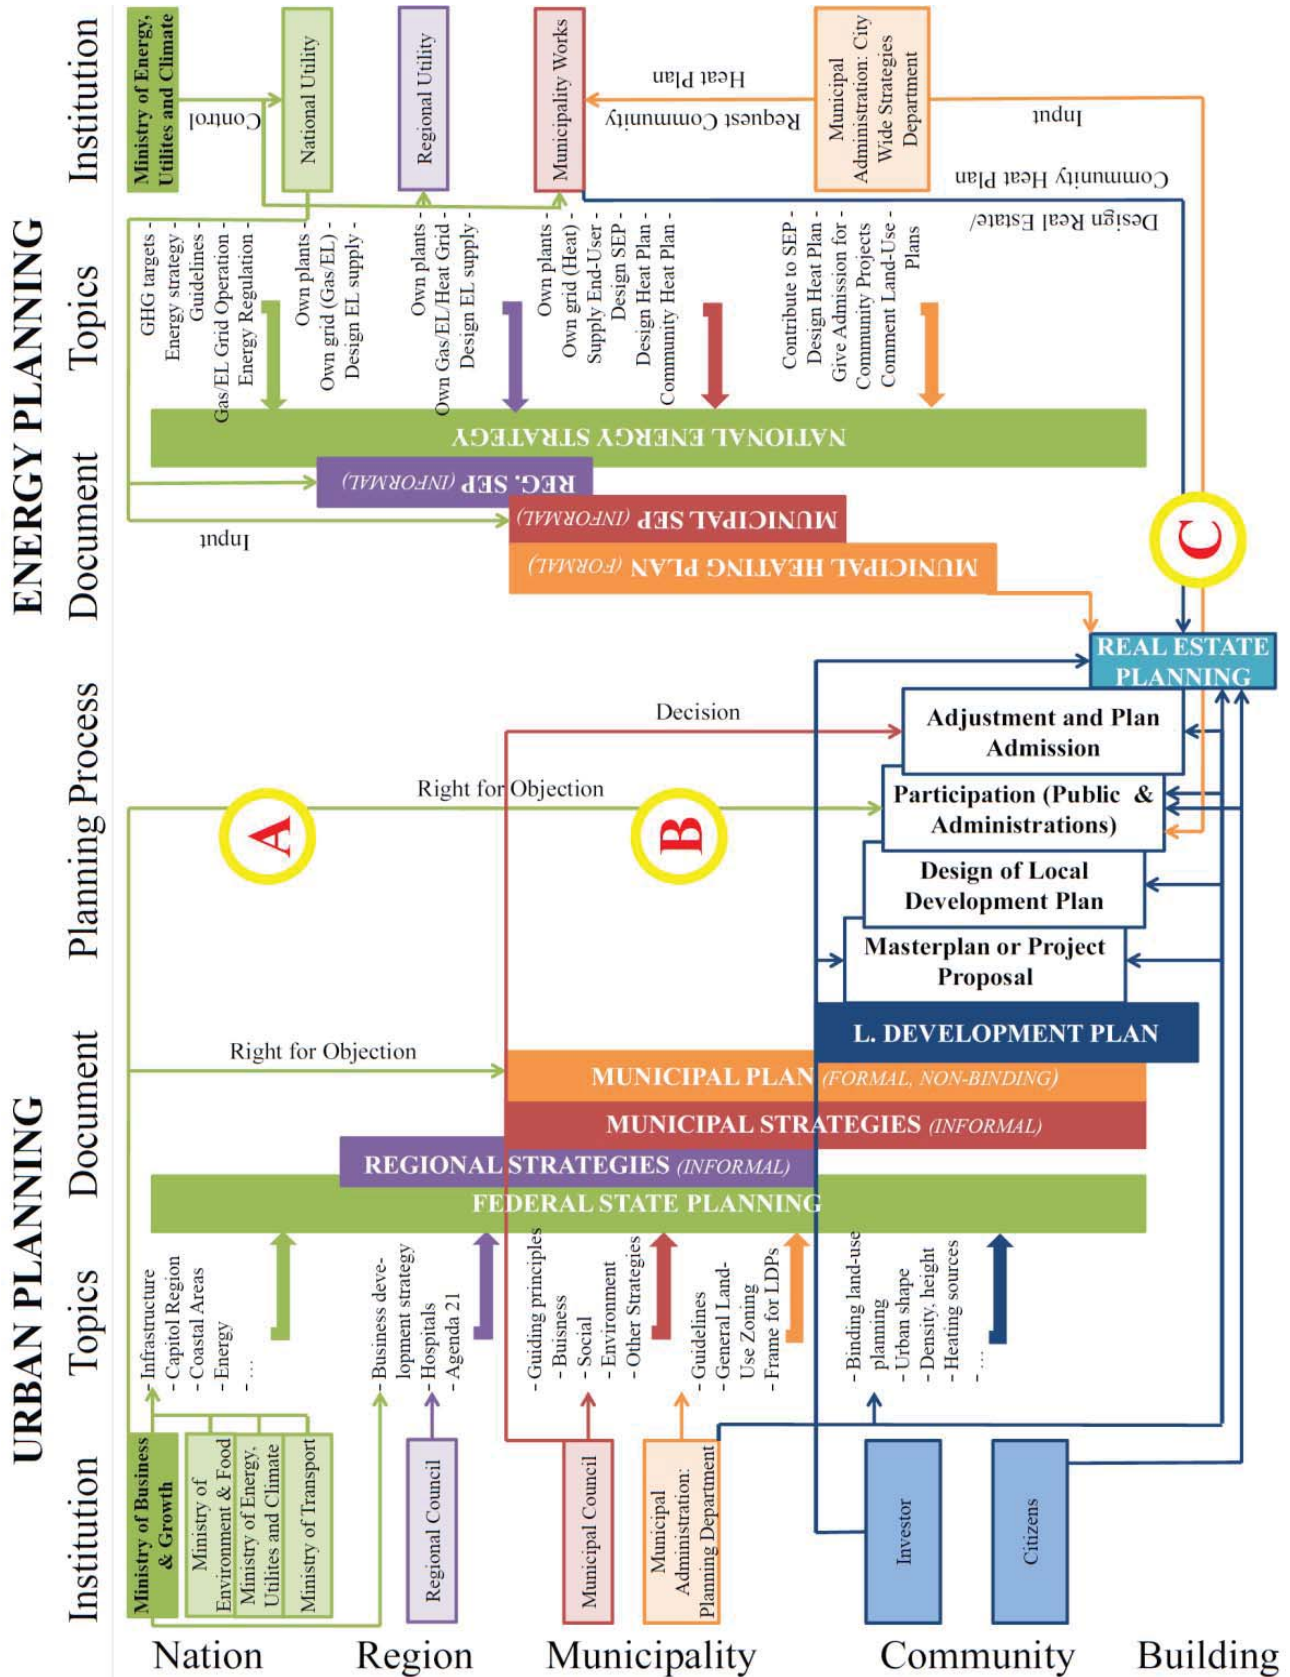 URBAN PLANNING
ENERGY PLANNING
Institution
Topics
Document
Planning Process
Document
Topics
Institution
Nation
Region
Municipality
Community
Building
Ministry of Business
& Growth
Ministry of
Environment & Food
Ministry of Energy,
Utilites and Climate
Ministry of Transport
Regional Council
Municipal Council
Municipal
Administration:
Planning Department
Investor
Citizens
- Infrastructure
- Capitol Region
- Coastal Areas
- Energy
- …
- Business deve-
lopment strategy
- Hospitals
- Agenda 21
- Guiding principles
- Buisness
- Social
- Environment
- Other Strategies
- Guidelines
- General Land-
Use Zoning
- Frame for LDPs
- Binding land-use
planning
- Urban shape
- Density, height
- Heating sources
- …
FEDERAL STATE PLANNING
REGIONAL STRATEGIES (INFORMAL)
MUNICIPAL STRATEGIES (INFORMAL)
MUNICIPAL PLAN (FORMAL, NON-BINDING)
L. DEVELOPMENT PLAN
Right for Objection
Right for Objection
Decision
A
B
C
Masterplan or Project
Proposal
Design of Local
Development Plan
Participation (Public &
Administrations)
Adjustment and Plan
Admission
REAL ESTATE
PLANNING
MUNICIPAL HEATING PLAN (FORMAL)
MUNICIPAL SEP (INFORMAL)
REG. SEP (INFORMAL)
NATIONAL ENERGY STRATEGY
Input
GHG targets -
Energy strategy -
Guidelines -
Gas/EL Grid Operation -
Energy Regulation -
Own plants -
Own grid (Gas/EL) -
Design EL supply -
Own plants -
Own Gas/EL/Heat Grid -
Design EL supply -
Own plants -
Own grid (Heat) -
Supply End-User -
Design SEP -
Design Heat Plan -
Community Heat Plan -
Contribute to SEP -
Design Heat Plan -
Give Admission for -
Community Projects
Comment Land-Use -
Plans
Ministry of Energy,
Utilites and Climate
National Utility
Regional Utility
Municipality Works
Municipal
Administration: City
Wide Strategies
Department
Control
Request Community
Heat Plan
Input
Design Real Estate/
Community Heat Plan